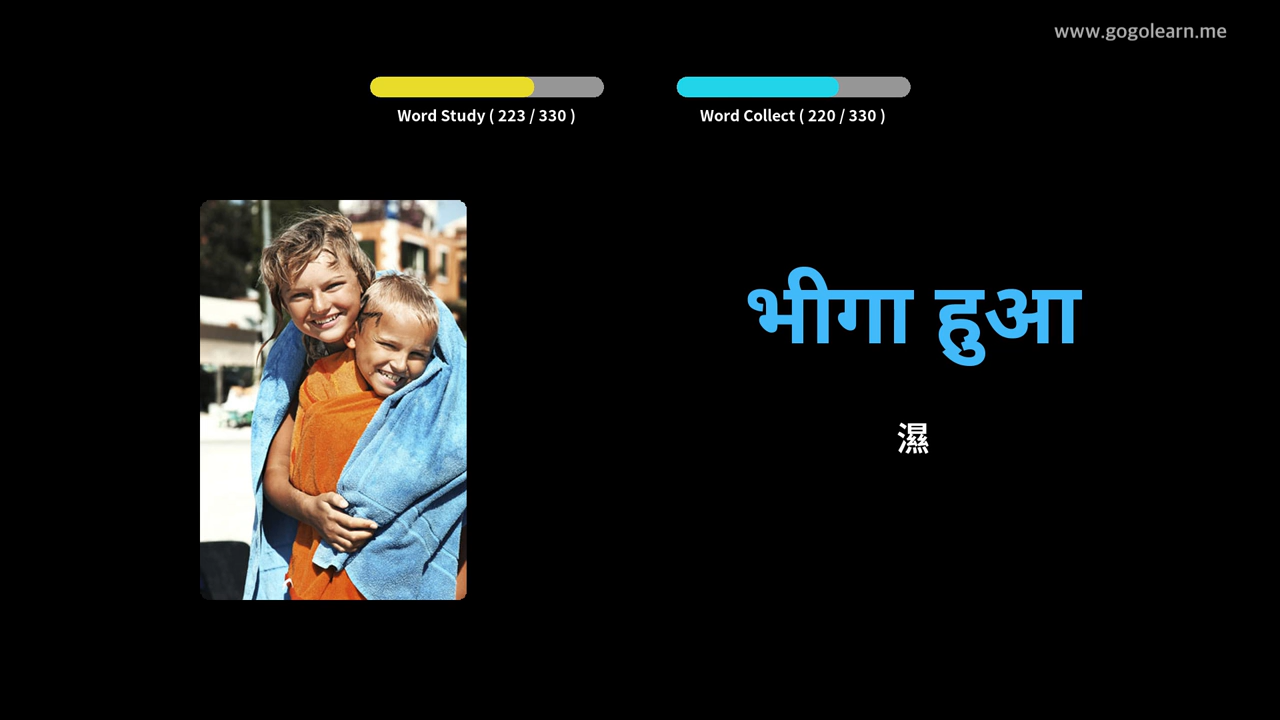 www.gogolearn.me
Word Study ( 223 / 330 )
Word Collect ( 220 / 330 )
भीगा हुआ
濕